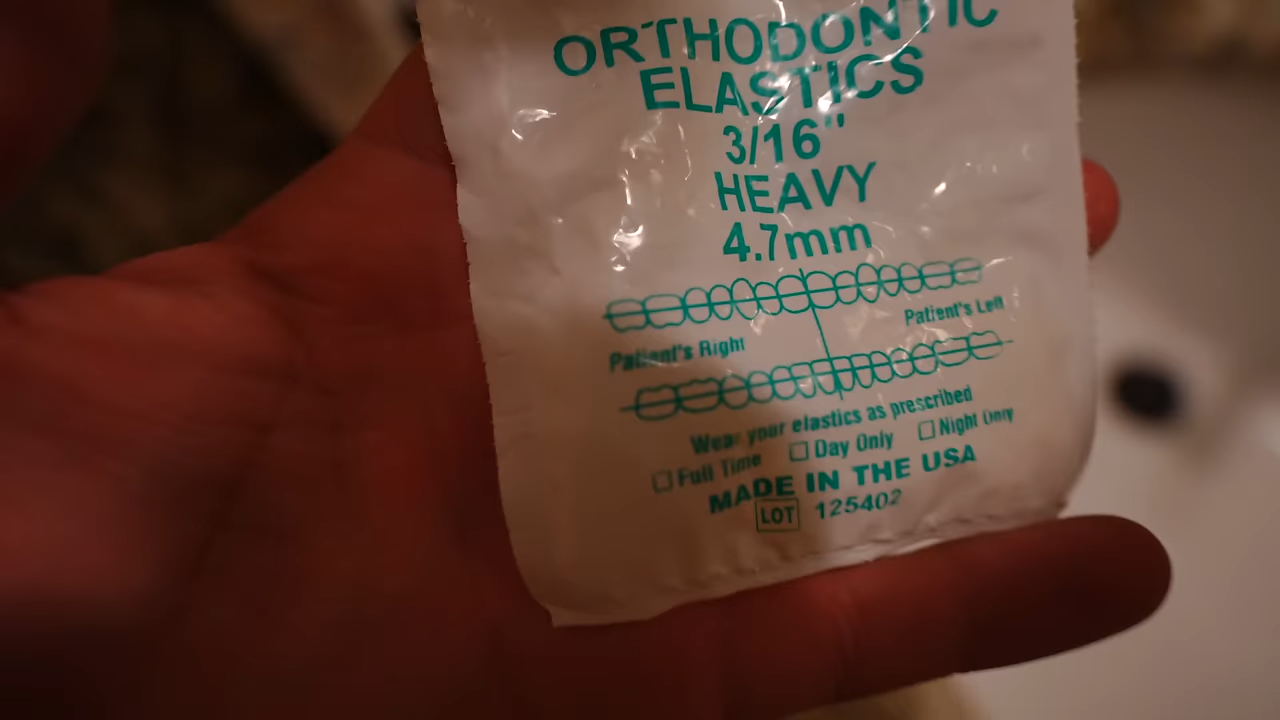 ORTHODONTIC
ELASTICS
3/16"
HEAVY
4.7mm
Patient's Left
Patient's Right
Wear your elastics as prescribed
☐ Full Time ☐ Day Only ☐ Night Only
MADE IN THE USA
LOT 125402